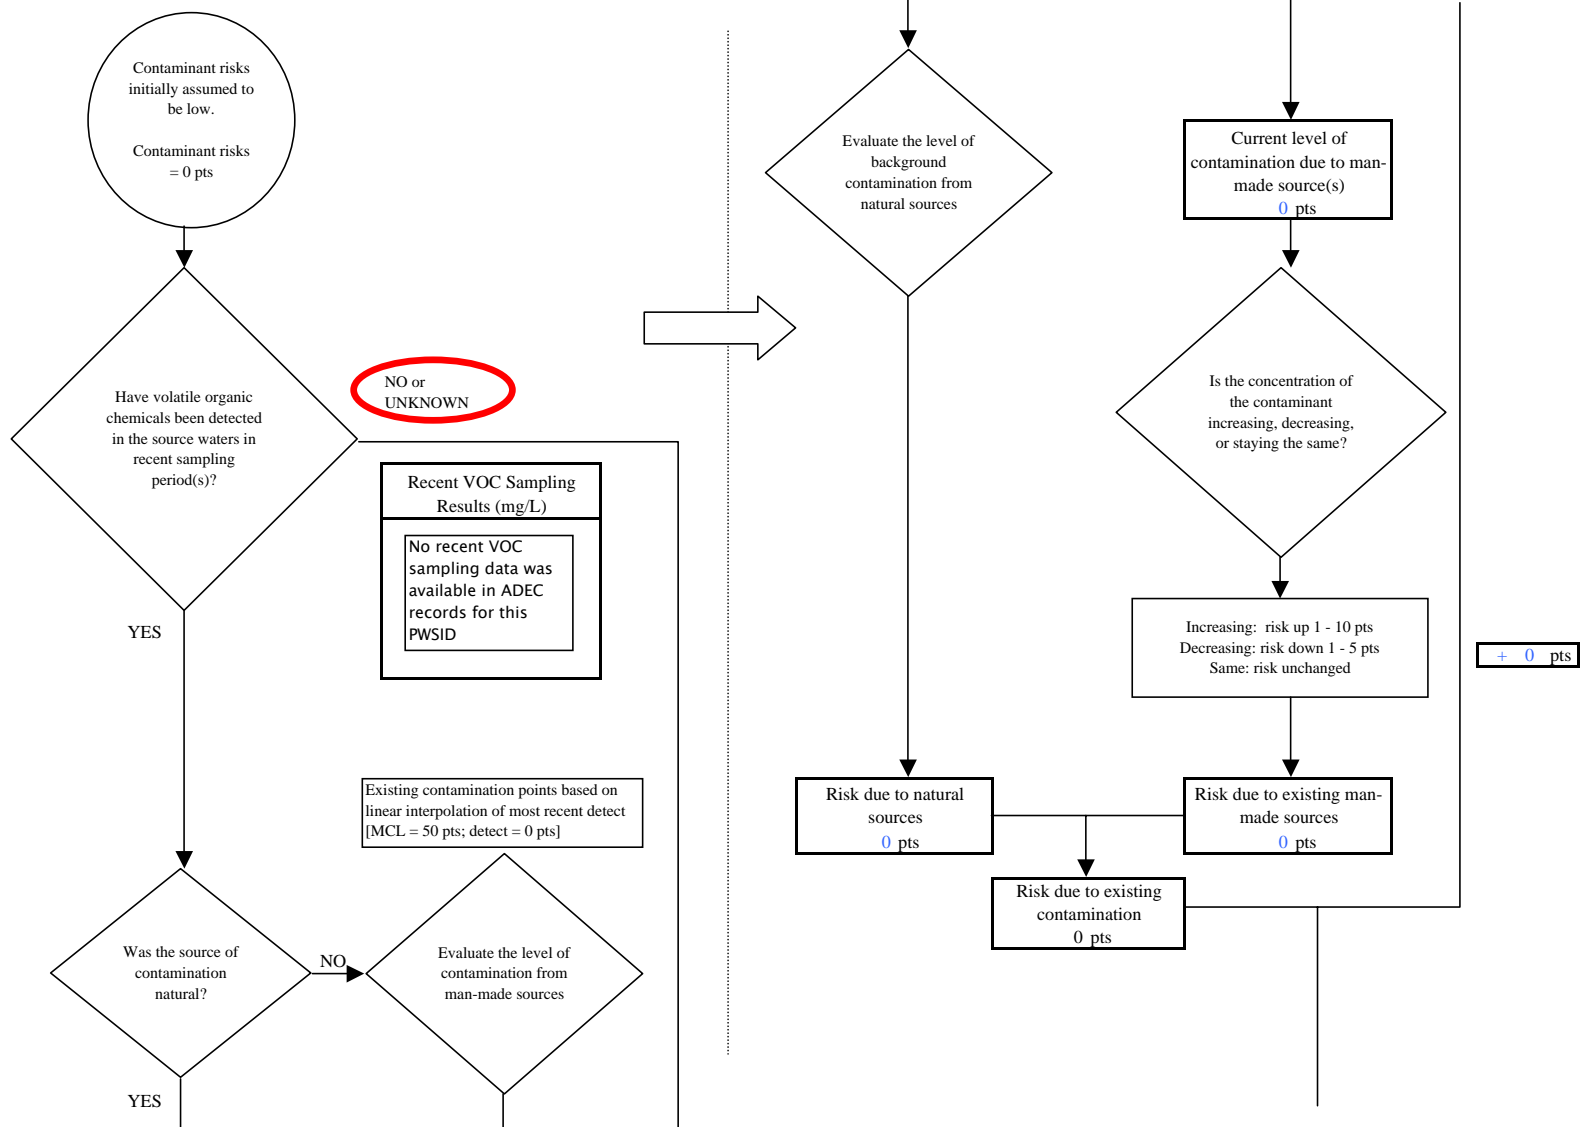 Contaminant risks
initially assumed to
be low.
Contaminant risks
= 0 pts
Have volatile organic
chemicals been detected
in the source waters in
recent sampling
period(s)?
NO or
UNKNOWN
Recent VOC Sampling
Results (mg/L)
No recent VOC
sampling data was
available in ADEC
records for this
PWSID
YES
Existing contamination points based on
linear interpolation of most recent detect
[MCL = 50 pts; detect = 0 pts]
Was the source of
contamination
natural?
NO
Evaluate the level of
contamination from
man-made sources
YES
Evaluate the level of
background
contamination from
natural sources
Current level of
contamination due to man-
made source(s)
0 pts
Is the concentration of
the contaminant
increasing, decreasing,
or staying the same?
Increasing: risk up 1 - 10 pts
Decreasing: risk down 1 - 5 pts
Same: risk unchanged
+ 0 pts
Risk due to natural
sources
0 pts
Risk due to existing man-
made sources
0 pts
Risk due to existing
contamination
0 pts